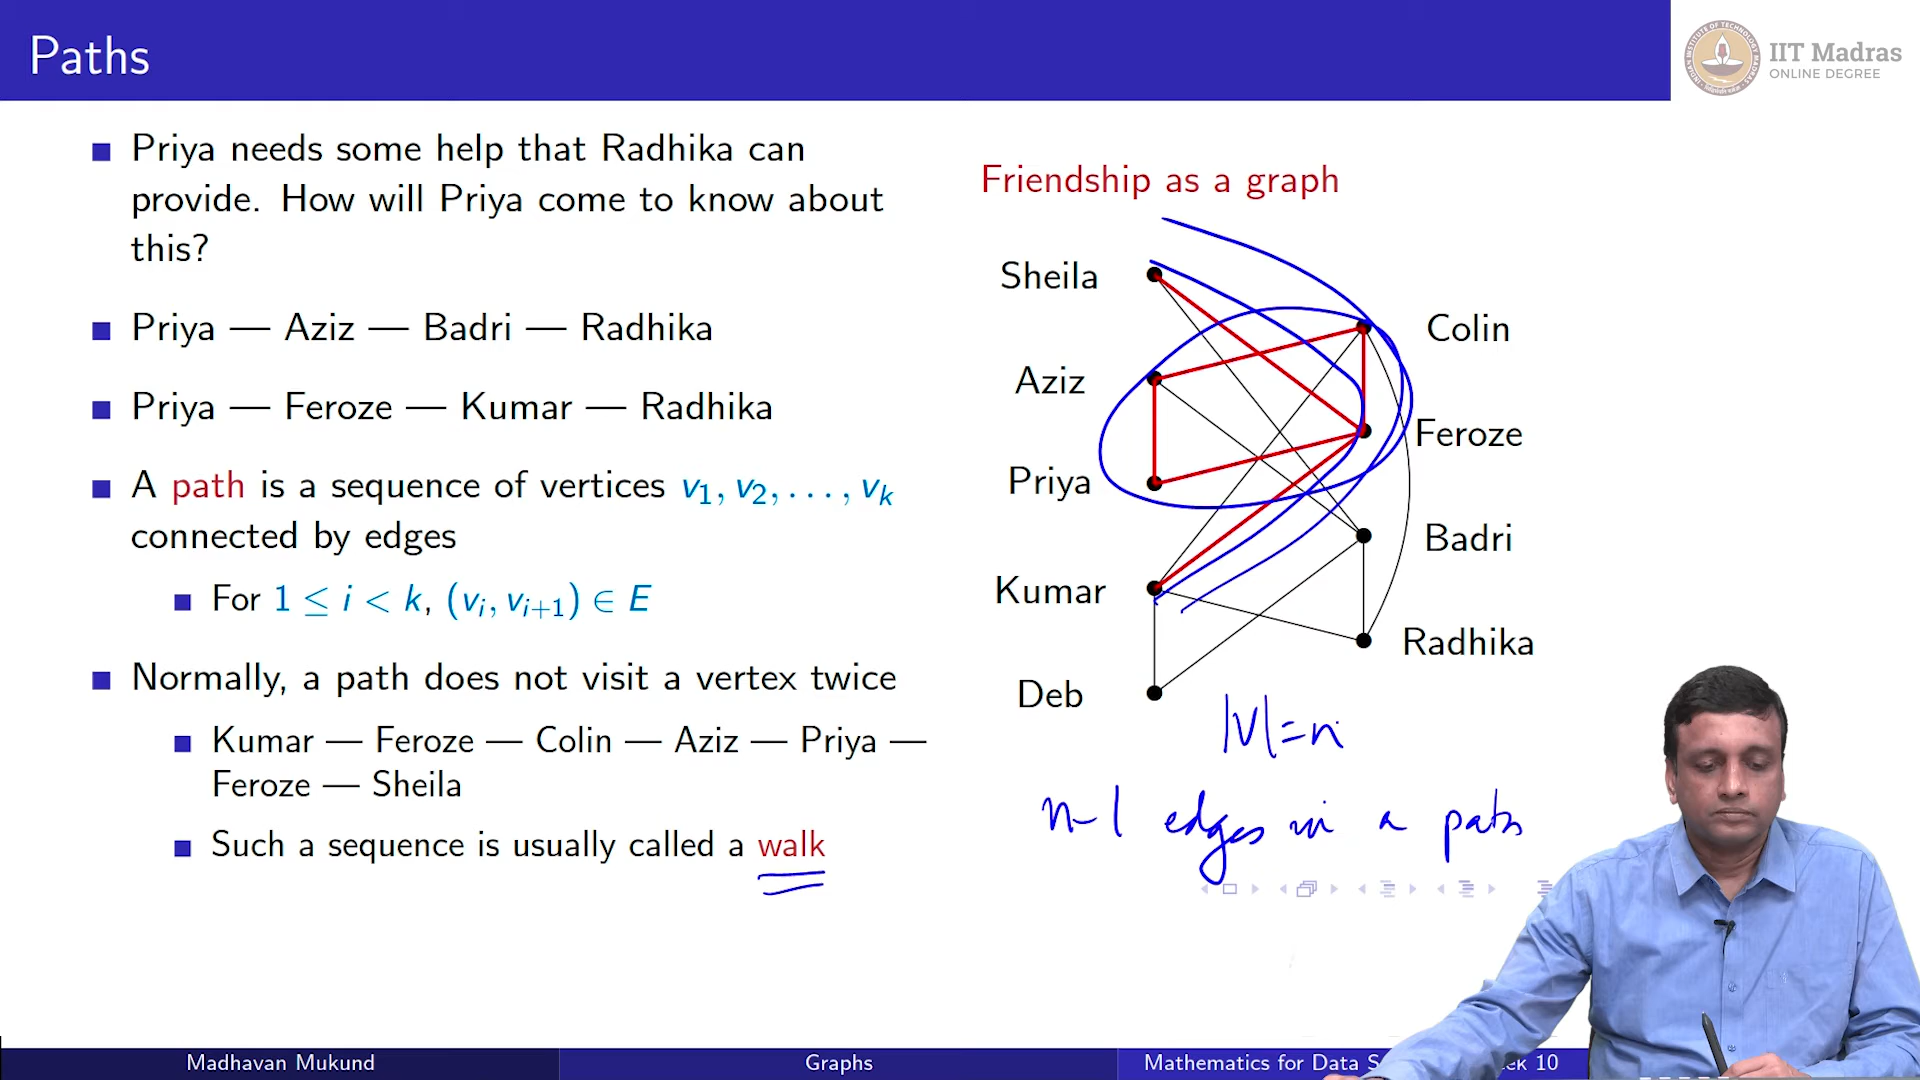 Paths
IIT Madras
ONLINE DEGREE
Priya needs some help that Radhika can
provide. How will Priya come to know about
this?
Priya — Aziz — Badri — Radhika
Priya — Feroze — Kumar — Radhika
A path is a sequence of vertices v₁, v₂, . . . , vₖ
connected by edges
For 1 ≤ i < k, (vᵢ, vᵢ₊₁) ∈ E
Normally, a path does not visit a vertex twice
Kumar — Feroze — Colin — Aziz — Priya —
Feroze — Sheila
Such a sequence is usually called a walk
Friendship as a graph
Sheila
Colin
Aziz
Feroze
Priya
Badri
Kumar
Radhika
Deb
|V|=n
n-1 edges in a path
Madhavan Mukund
Graphs
Mathematics for Data 10